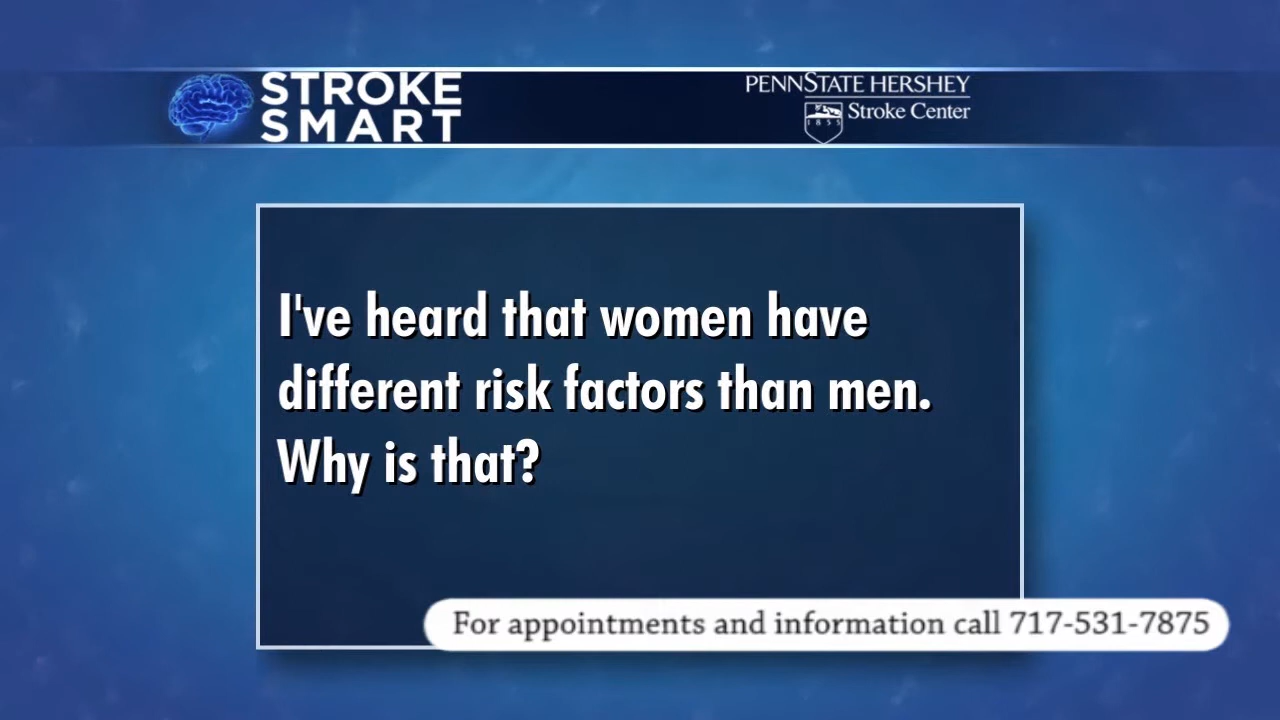 STROKE
SMART
PENNSTATE HERSHEY
1855
Stroke Center
I've heard that women have
different risk factors than men.
Why is that?
For appointments and information call 717-531-7875